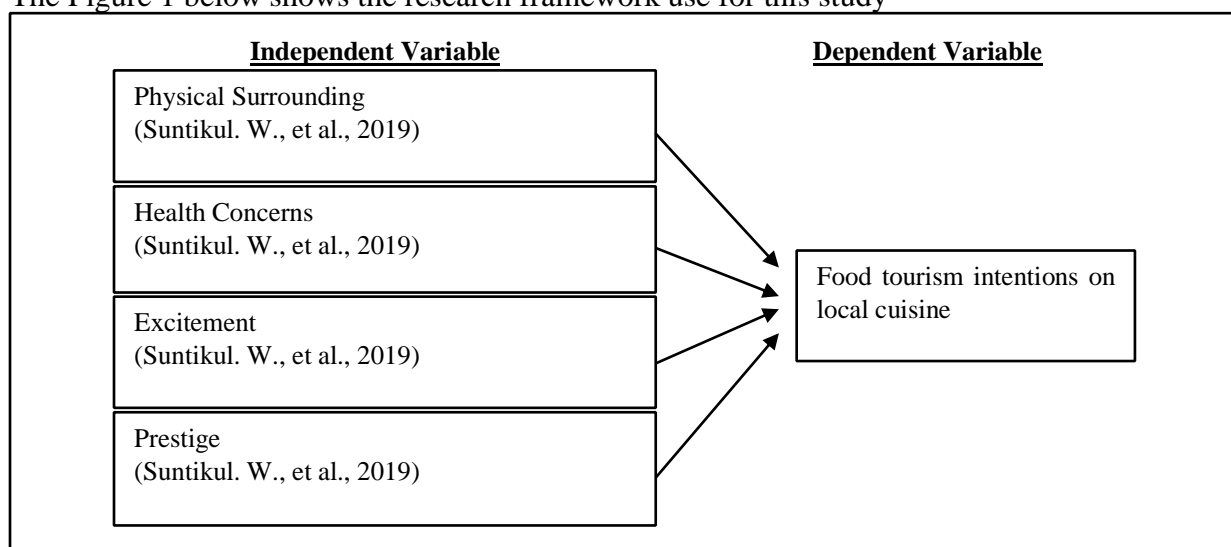 The Figure 1 below shows the research framework use for this study
Independent Variable
Dependent Variable
Physical Surrounding
(Suntikul. W., et al., 2019)
Health Concerns
(Suntikul. W., et al., 2019)
Excitement
(Suntikul. W., et al., 2019)
Prestige
(Suntikul. W., et al., 2019)
Food tourism intentions on
local cuisine